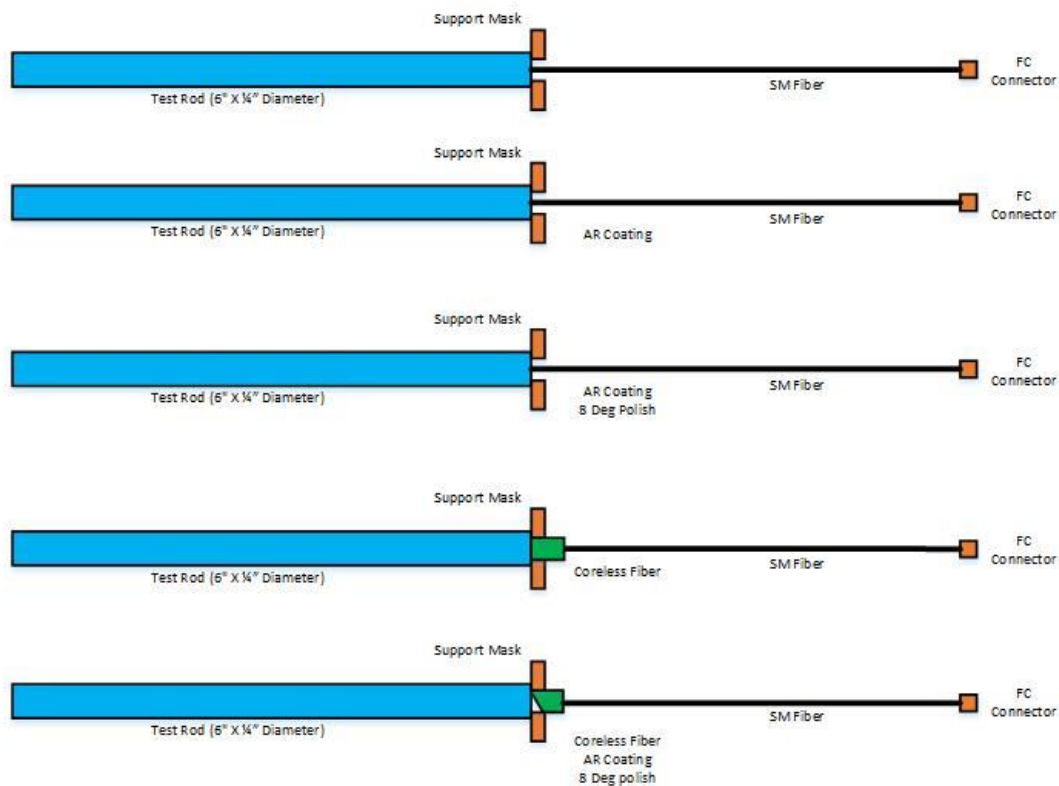 Support Mask
FC
Connector
SM Fiber
Test Rod (6" X ¼" Diameter)
Support Mask
FC
Connector
SM Fiber
Test Rod (6" X ¼" Diameter)
AR Coating
Support Mask
FC
Connector
SM Fiber
Test Rod (6" X ¼" Diameter)
AR Coating
8 Deg Polish
Support Mask
FC
Connector
SM Fiber
Test Rod (6" X ¼" Diameter)
Coreless Fiber
Support Mask
FC
Connector
SM Fiber
Test Rod (6" X ¼" Diameter)
Coreless Fiber
AR Coating
8 Deg polish